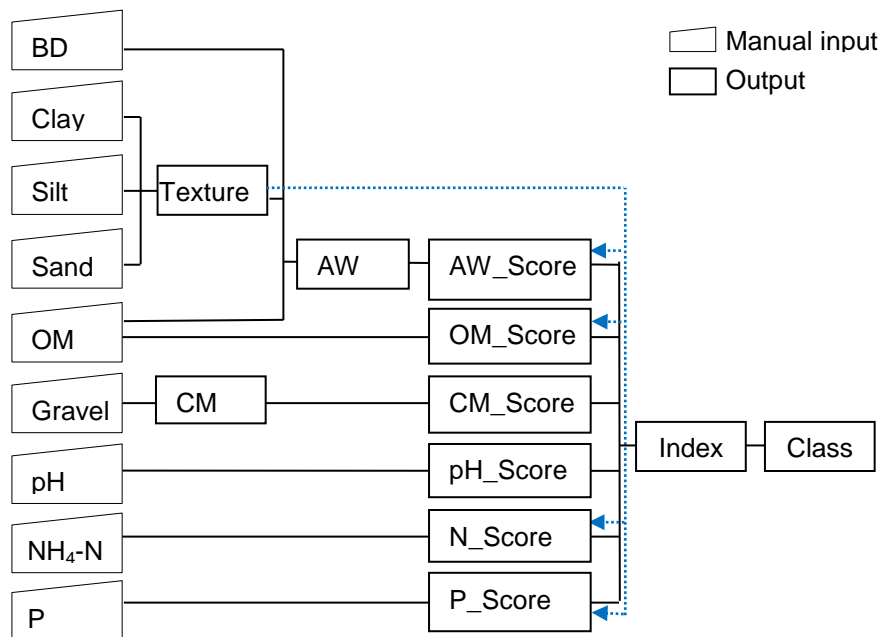 BD
Manual input
Output
Clay
Silt
Texture
Sand
AW
AW_Score
OM
OM_Score
Gravel
CM
CM_Score
Index
Class
pH
pH_Score
NH₄-N
N_Score
P
P_Score